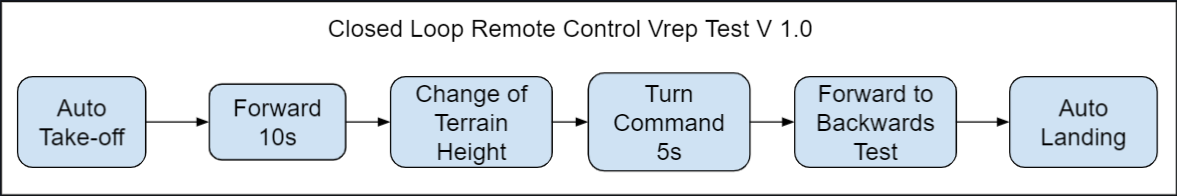 Closed Loop Remote Control Vrep Test V 1.0
Auto
Take-off
Forward
10s
Change of
Terrain
Height
Turn
Command
5s
Forward to
Backwards
Test
Auto
Landing